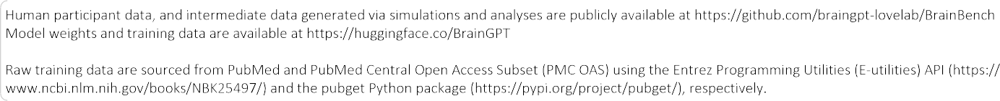 Human participant data, and intermediate data generated via simulations and analyses are publicly available at https://github.com/braingpt-lovelab/BrainBench
Model weights and training data are available at https://huggingface.co/BrainGPT
Raw training data are sourced from PubMed and PubMed Central Open Access Subset (PMC OAS) using the Entrez Programming Utilities (E-utilities) API (https://
www.ncbi.nlm.nih.gov/books/NBK25497/) and the pubget Python package (https://pypi.org/project/pubget/), respectively.